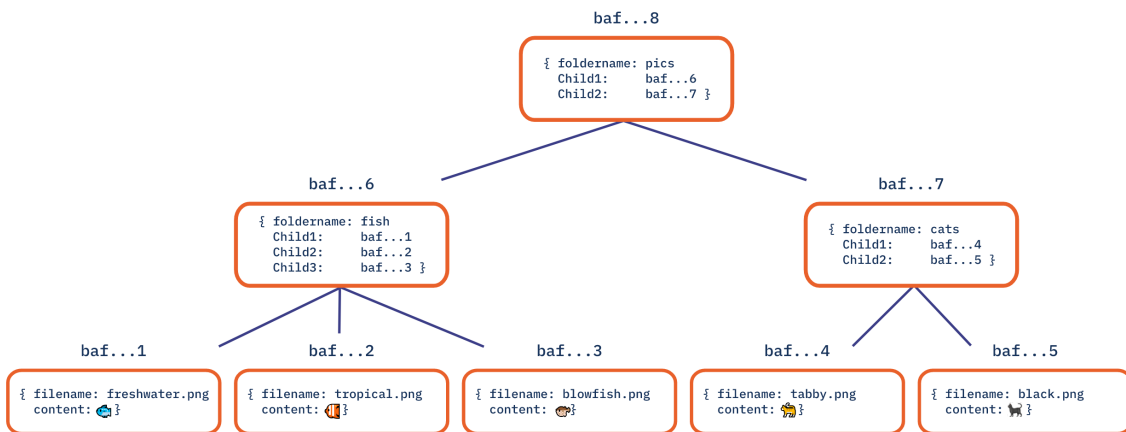 baf...8
{ foldername: pics
Child1: baf...6
Child2: baf...7 }
baf...6
{ foldername: fish
Child1: baf...1
Child2: baf...2
Child3: baf...3 }
baf...7
{ foldername: cats
Child1: baf...4
Child2: baf...5 }
baf...1
{ filename: freshwater.png
content: }
baf...2
{ filename: tropical.png
content: }
baf...3
{ filename: blowfish.png
content: }
baf...4
{ filename: tabby.png
content: }
baf...5
{ filename: black.png
content: }